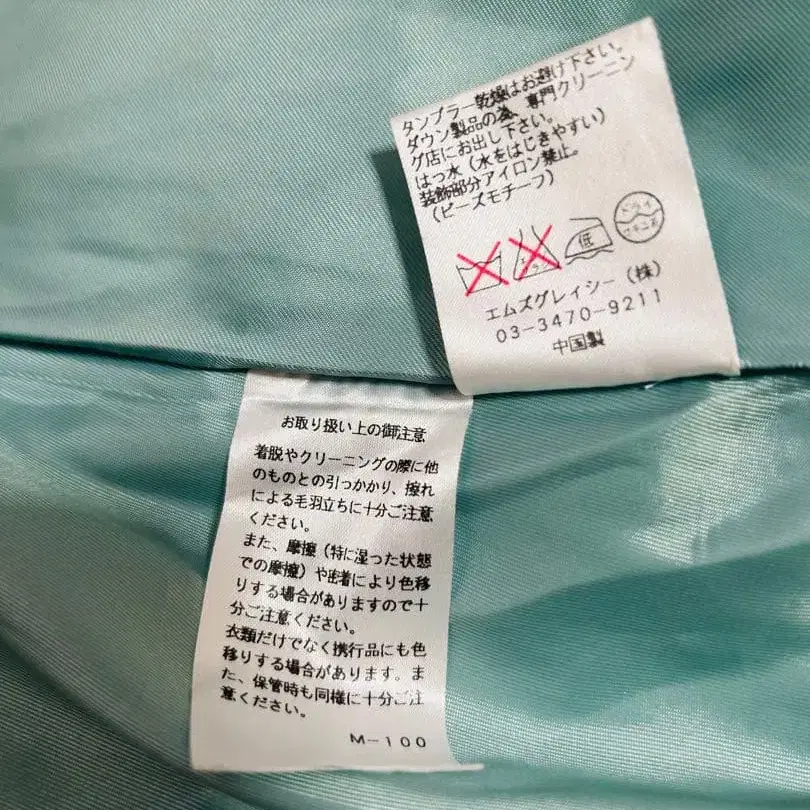 タンブラー乾燥はお避け下さい。
ダウン製品の為、専門クリーニン
グ店にお出し下さい。
はっ水（水をはじきやすい）
装飾部分アイロン禁止。
（ビーズモチーフ）
低
ドライ
セキユ系
エムズグレイシー（株）
03-3470-9211
中国製
お取り扱い上の御注意
着脱やクリーニングの際に他
のものとの引っかかり、擦れ
による毛羽立ちに十分ご注意
ください。
また、摩擦（特に湿った状態
での摩擦）や密着により色移
りする場合がありますので十
分ご注意ください。
衣類だけでなく携行品にも色
移りする場合があります。ま
た、保管時も同様に十分ご注
意ください。
M-100